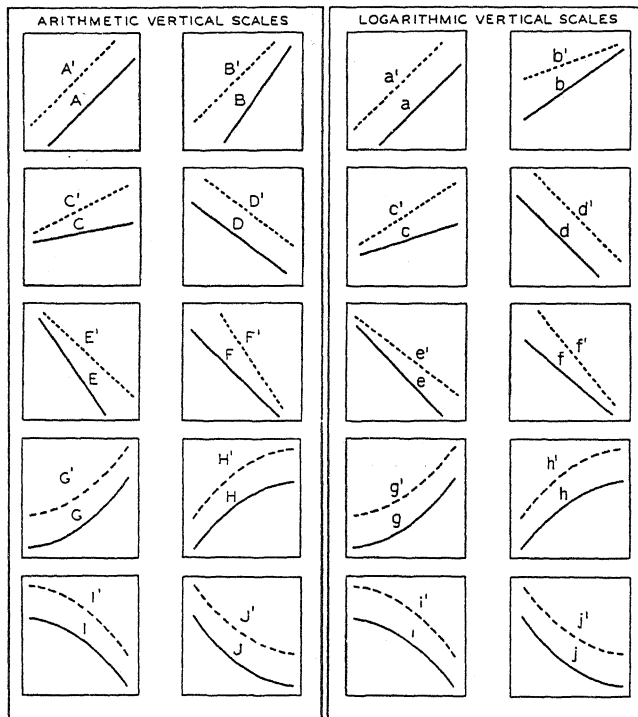 ARITHMETIC VERTICAL SCALES
LOGARITHMIC VERTICAL SCALES
A'
A
B'
B
a'
a
b'
b
C'
C
D'
D
c'
c
d'
d
E'
E
F'
F
e'
e
f'
f
G'
G
H'
H
g'
g
h'
h
I'
I
J'
J
i'
i
j'
j